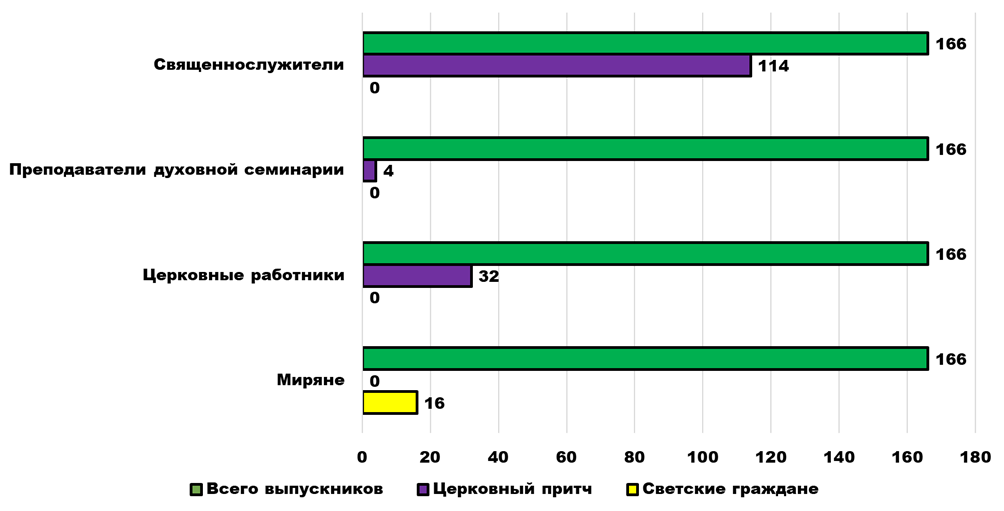 166
Священнослужители
114
0
166
Преподаватели духовной семинарии
4
0
166
Церковные работники
32
0
166
Миряне
0
16
0 20 40 60 80 100 120 140 160 180
Всего выпускников Церковный притч Светские граждане